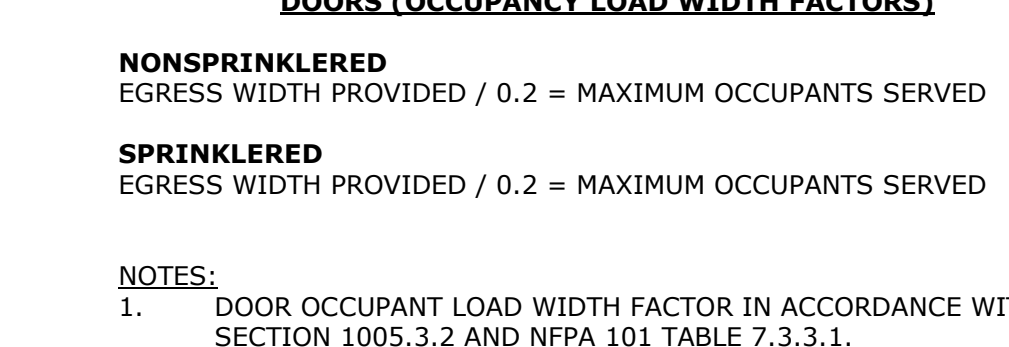 DOORS (OCCUPANCY LOAD WIDTH FACTORS)
NONSPRINKLERED
EGRESS WIDTH PROVIDED / 0.2 = MAXIMUM OCCUPANTS SERVED
SPRINKLERED
EGRESS WIDTH PROVIDED / 0.2 = MAXIMUM OCCUPANTS SERVED
NOTES:
1. DOOR OCCUPANT LOAD WIDTH FACTOR IN ACCORDANCE
SECTION 1005.3.2 AND NFPA 101 TABLE 7.3.3.1.